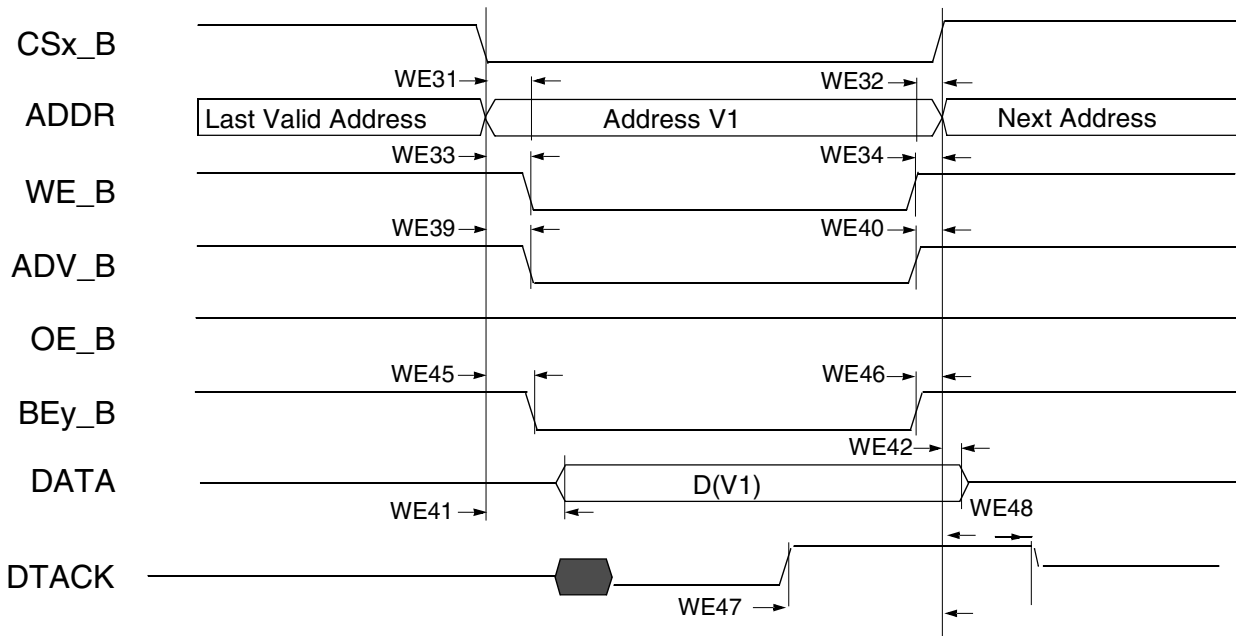 CSx_B
WE31
WE32
ADDR
Last Valid Address
Address V1
Next Address
WE33
WE34
WE_B
WE39
WE40
ADV_B
OE_B
WE45
WE46
BEy_B
WE42
DATA
D(V1)
WE41
WE48
DTACK
WE47